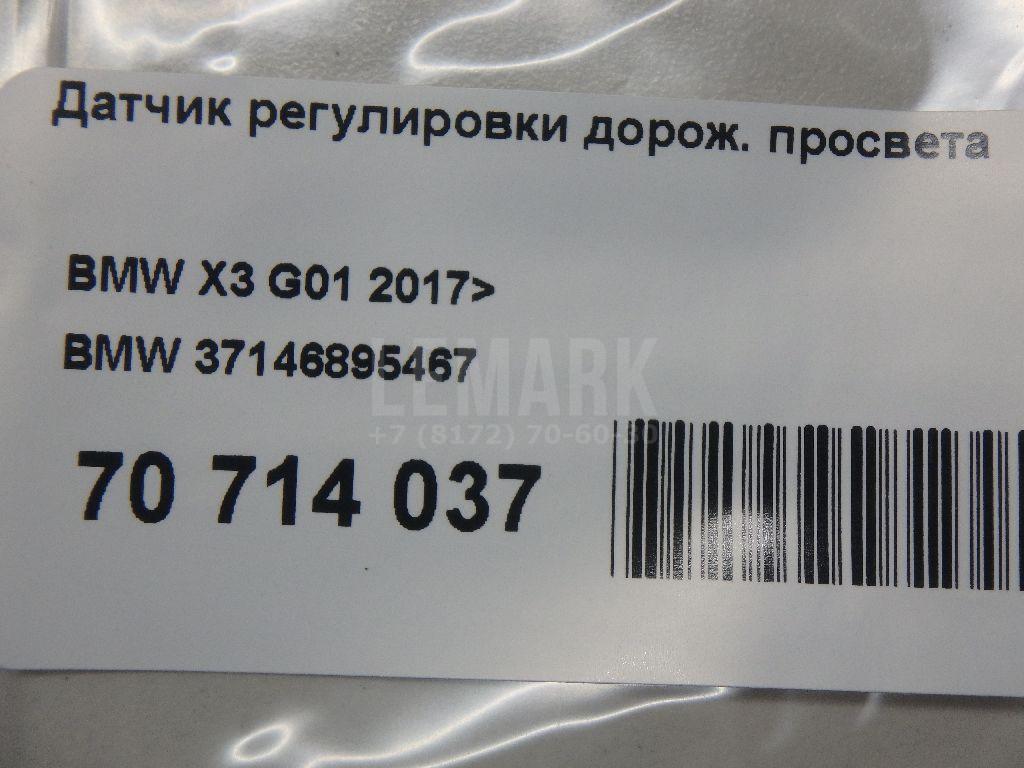 Датчик регулировки дорож. просвета
BMW X3 G01 2017>
BMW 37146895467
LEMARK
+7 (8172) 70-60-30
70 714 037